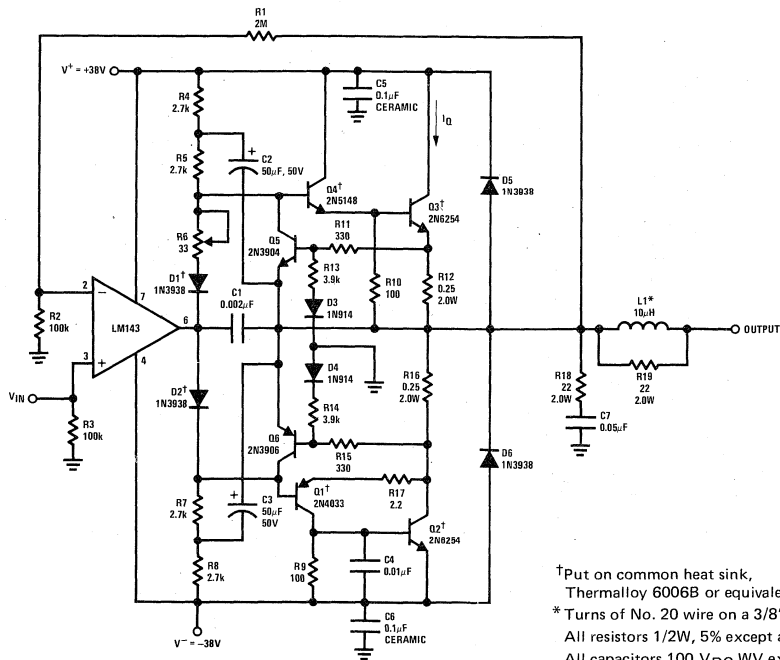 R1
2M
V+ = +38V
R4
2.7k
C5
0.1μF
CERAMIC
IQ
R5
2.7k
C2
50μF, 50V
Q4†
2N5148
Q3†
2N6254
D5
1N3938
R6
33
Q5
2N3904
R11
330
R13
3.9k
R10
100
R12
0.25
2.0W
D1†
1N3938
C1
0.002μF
D3
1N914
L1*
10μH
2
−
7
LM143
6
3
+
4
OUTPUT
R2
100k
VIN
R3
100k
D2†
1N3938
D4
1N914
R14
3.9k
R16
0.25
2.0W
R18
22
2.0W
R19
22
2.0W
C7
0.05μF
Q6
2N3906
R15
330
D6
1N3938
R7
2.7k
+
C3
50μF
50V
Q1†
2N4033
R17
2.2
Q2†
2N6254
R8
2.7k
R9
100
C4
0.01μF
C6
0.1μF
CERAMIC
V− = −38V
†Put on common heat sink,
Thermalloy 6006B or equivale
* Turns of No. 20 wire on a 3/8"
All resistors 1/2W, 5% except a